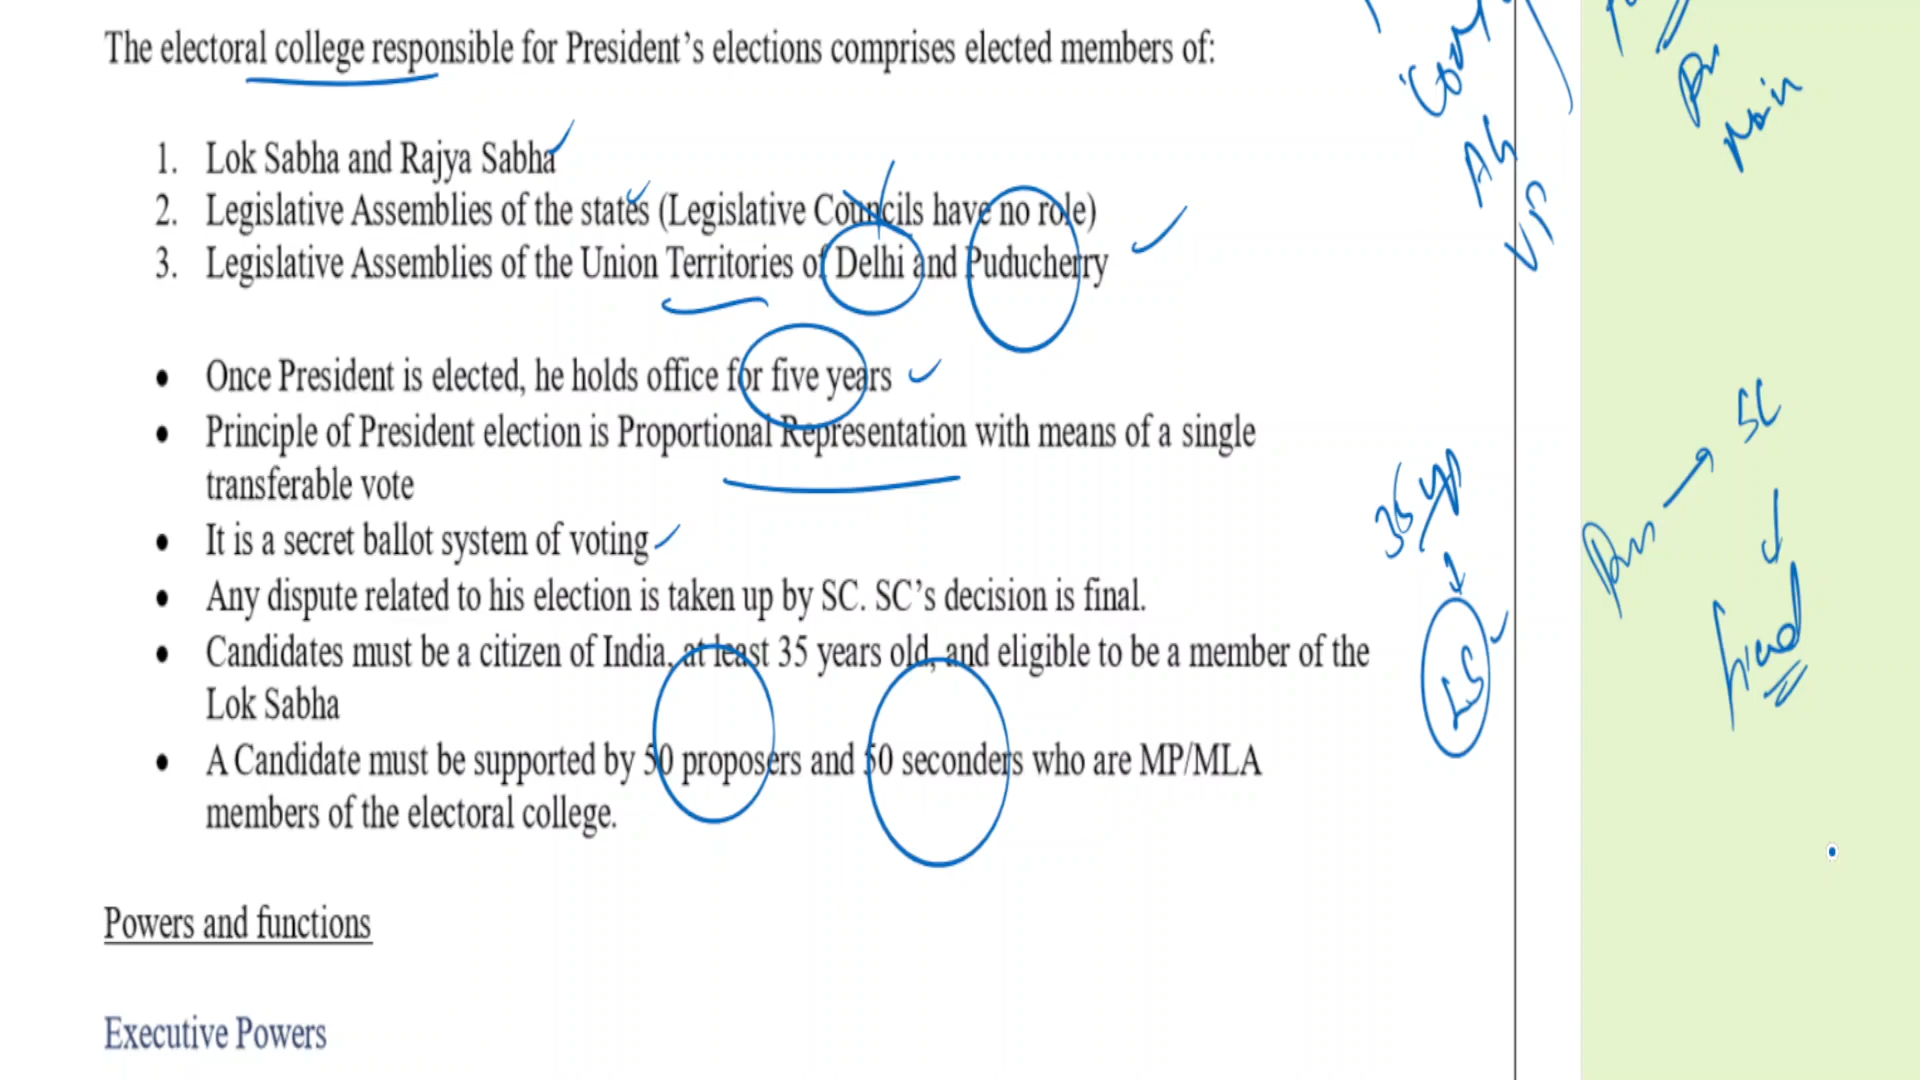 The electoral college responsible for President's elections comprises elected members of:
1. Lok Sabha and Rajya Sabha
2. Legislative Assemblies of the states (Legislative Councils have no role)
3. Legislative Assemblies of the Union Territories of Delhi and Puducherry
• Once President is elected, he holds office for five years
• Principle of President election is Proportional Representation with means of a single
transferable vote
• It is a secret ballot system of voting
• Any dispute related to his election is taken up by SC. SC's decision is final.
• Candidates must be a citizen of India, at least 35 years old, and eligible to be a member of the
Lok Sabha
• A Candidate must be supported by 50 proposers and 50 seconders who are MP/MLA
members of the electoral college.
Powers and functions
Executive Powers
AG
VP
35 yr
LS
SC